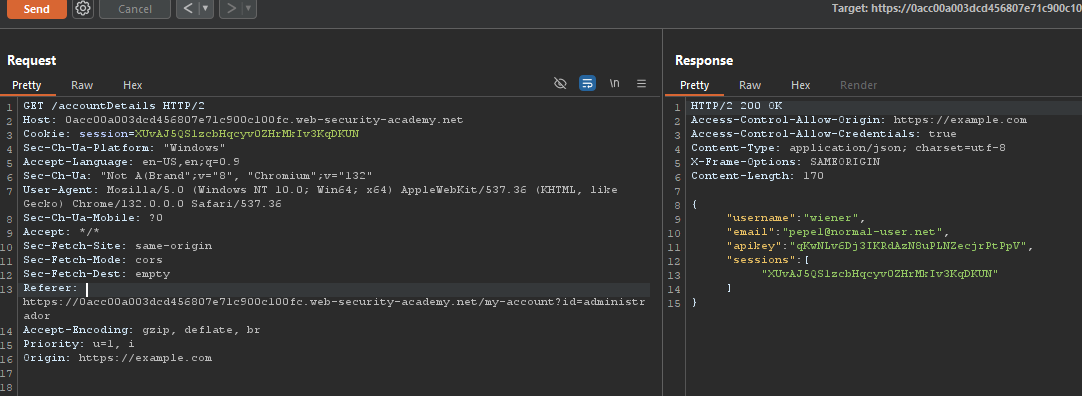 Send
Cancel
Target: https://0acc00a003dcd456807e71c900c10
Request
Pretty Raw Hex
\n
1 GET /accountDetails HTTP/2
2 Host: 0acc00a003dcd456807e71c900c100fc.web-security-academy.net
3 Cookie: session=XUvAJ5QSlzcbHqcyv0ZHrMkIv3KqDKUN
4 Sec-Ch-Ua-Platform: "Windows"
5 Accept-Language: en-US,en;q=0.9
6 Sec-Ch-Ua: "Not A(Brand";v="8", "Chromium";v="132"
7 User-Agent: Mozilla/5.0 (Windows NT 10.0; Win64; x64) AppleWebKit/537.36 (KHTML, like
Gecko) Chrome/132.0.0.0 Safari/537.36
8 Sec-Ch-Ua-Mobile: ?0
9 Accept: */*
10 Sec-Fetch-Site: same-origin
11 Sec-Fetch-Mode: cors
12 Sec-Fetch-Dest: empty
13 Referer:
https://0acc00a003dcd456807e71c900c100fc.web-security-academy.net/my-account?id=administr
ador
14 Accept-Encoding: gzip, deflate, br
15 Priority: u=1, i
16 Origin: https://example.com
17
18
Response
Pretty Raw Hex Render
1 HTTP/2 200 OK
2 Access-Control-Allow-Origin: https://example.com
3 Access-Control-Allow-Credentials: true
4 Content-Type: application/json; charset=utf-8
5 X-Frame-Options: SAMEORIGIN
6 Content-Length: 170
7
8 {
9 "username":"wiener",
10 "email":"pepel@normal-user.net",
11 "apikey":"qKwNLv6Dj3IKRdAzN8uPLNZecjrPtPpV",
12 "sessions":[
13 "XUvAJ5QSlzcbHqcyv0ZHrMkIv3KqDKUN"
14 ]
15 }